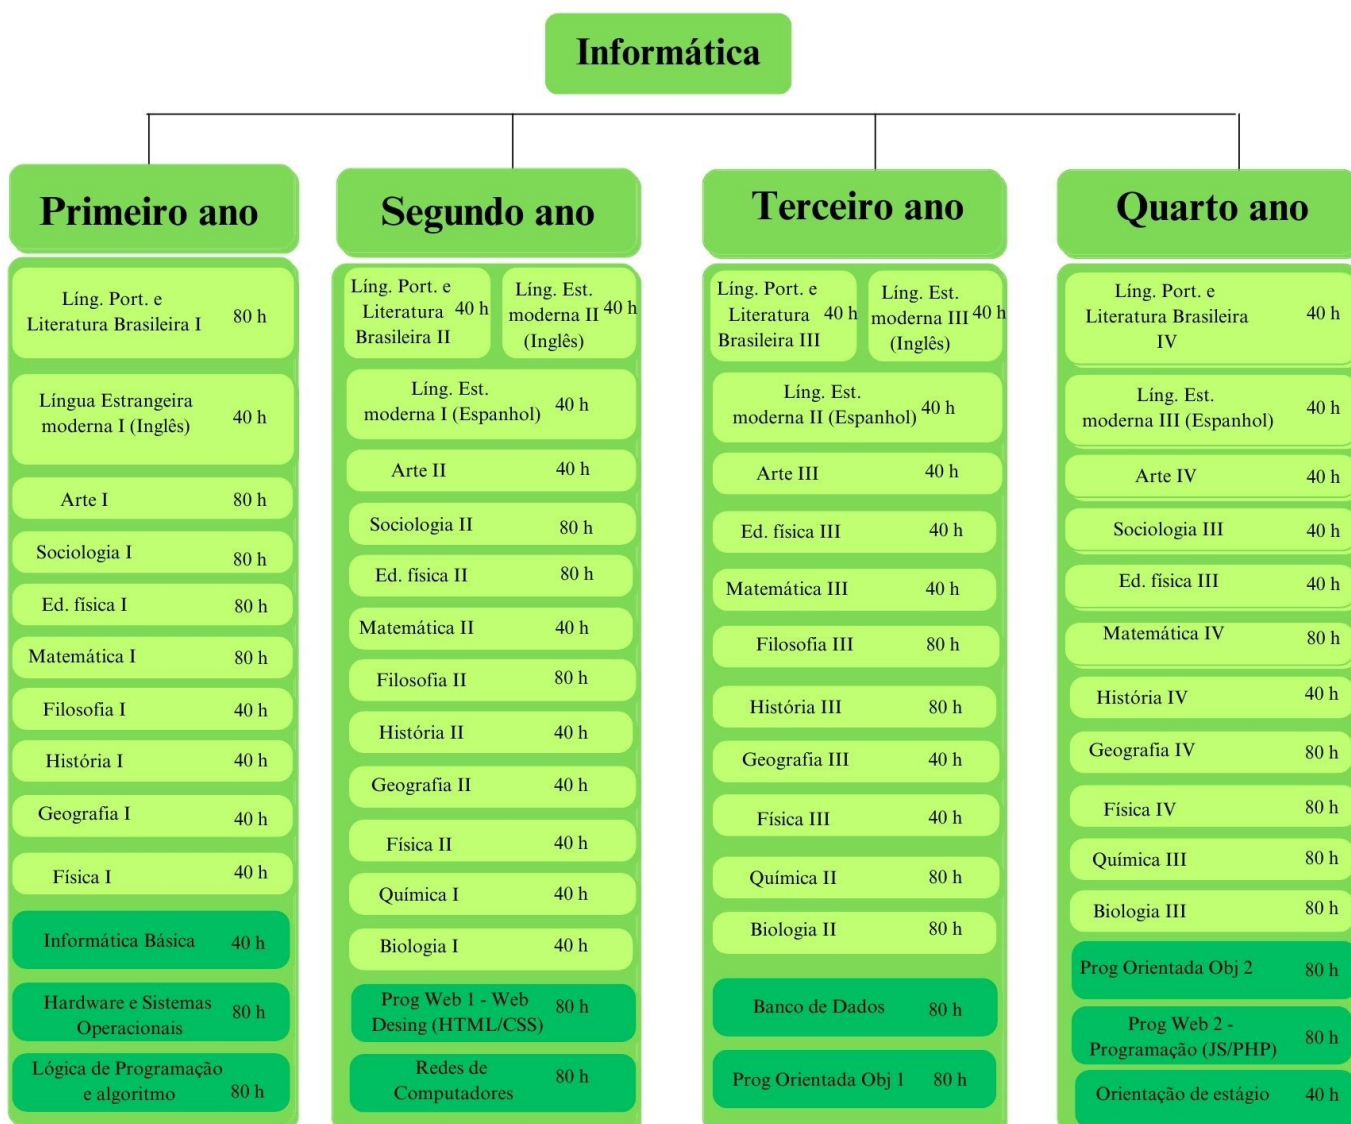 Informática
Primeiro ano
Líng. Port. e
Literatura Brasileira I 80 h
Língua Estrangeira
moderna I (Inglês) 40 h
Arte I 80 h
Sociologia I 80 h
Ed. física I 80 h
Matemática I 80 h
Filosofia I 40 h
História I 40 h
Geografia I 40 h
Física I 40 h
Informática Básica 40 h
Hardware e Sistemas
Operacionais 80 h
Lógica de Programação
e algoritmo 80 h
Segundo ano
Líng. Port. e
Literatura 40 h
Brasileira II
Líng. Est.
moderna II 40 h
(Inglês)
Líng. Est.
moderna I (Espanhol) 40 h
Arte II 40 h
Sociologia II 80 h
Ed. física II 80 h
Matemática II 40 h
Filosofia II 80 h
História II 40 h
Geografia II 40 h
Física II 40 h
Química I 40 h
Biologia I 40 h
Prog Web 1 - Web
Desing (HTML/CSS) 80 h
Redes de
Computadores 80 h
Terceiro ano
Líng. Port. e
Literatura 40 h
Brasileira III
Líng. Est.
moderna III 40 h
(Inglês)
Líng. Est.
moderna II (Espanhol) 40 h
Arte III 40 h
Ed. física III 40 h
Matemática III 40 h
Filosofia III 80 h
História III 80 h
Geografia III 40 h
Física III 40 h
Química II 80 h
Biologia II 80 h
Banco de Dados 80 h
Prog Orientada Obj 1 80 h
Quarto ano
Líng. Port. e
Literatura Brasileira 40 h
IV
Líng. Est.
moderna III (Espanhol) 40 h
Arte IV 40 h
Sociologia III 40 h
Ed. física III 40 h
Matemática IV 80 h
História IV 40 h
Geografia IV 80 h
Física IV 80 h
Química III 80 h
Biologia III 80 h
Prog Orientada Obj 2 80 h
Prog Web 2 -
Programação (JS/PHP) 80 h
Orientação de estágio 40 h